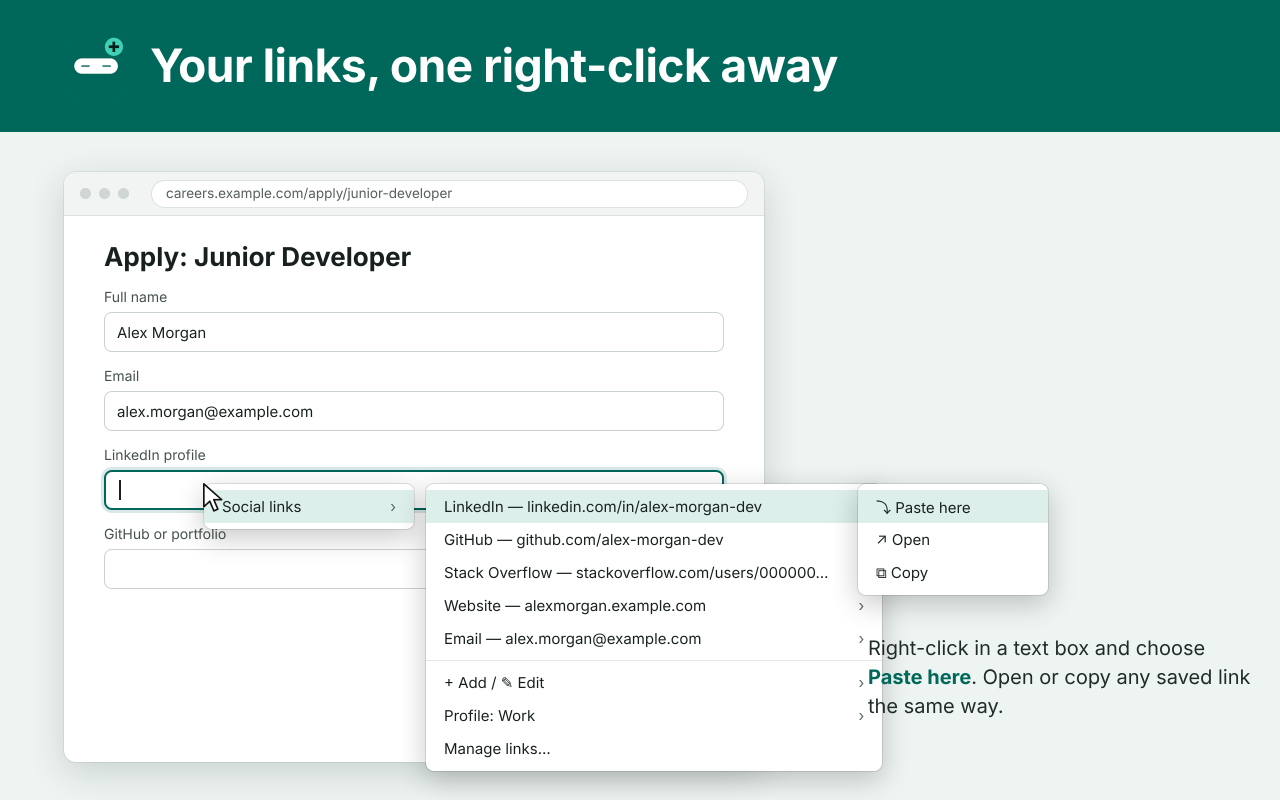 Your links, one right-click away
careers.example.com/apply/junior-developer
Apply: Junior Developer
Full name
Alex Morgan
Email
alex.morgan@example.com
LinkedIn profile
Social links ›
GitHub or portfolio
LinkedIn — linkedin.com/in/alex-morgan-dev
GitHub — github.com/alex-morgan-dev
Stack Overflow — stackoverflow.com/users/000000...
Website — alexmorgan.example.com ›
Email — alex.morgan@example.com ›
+ Add / ✎ Edit ›
Profile: Work ›
Manage links...
⤵ Paste here
↗ Open
⧉ Copy
Right-click in a text box and choose
Paste here. Open or copy any saved link
the same way.